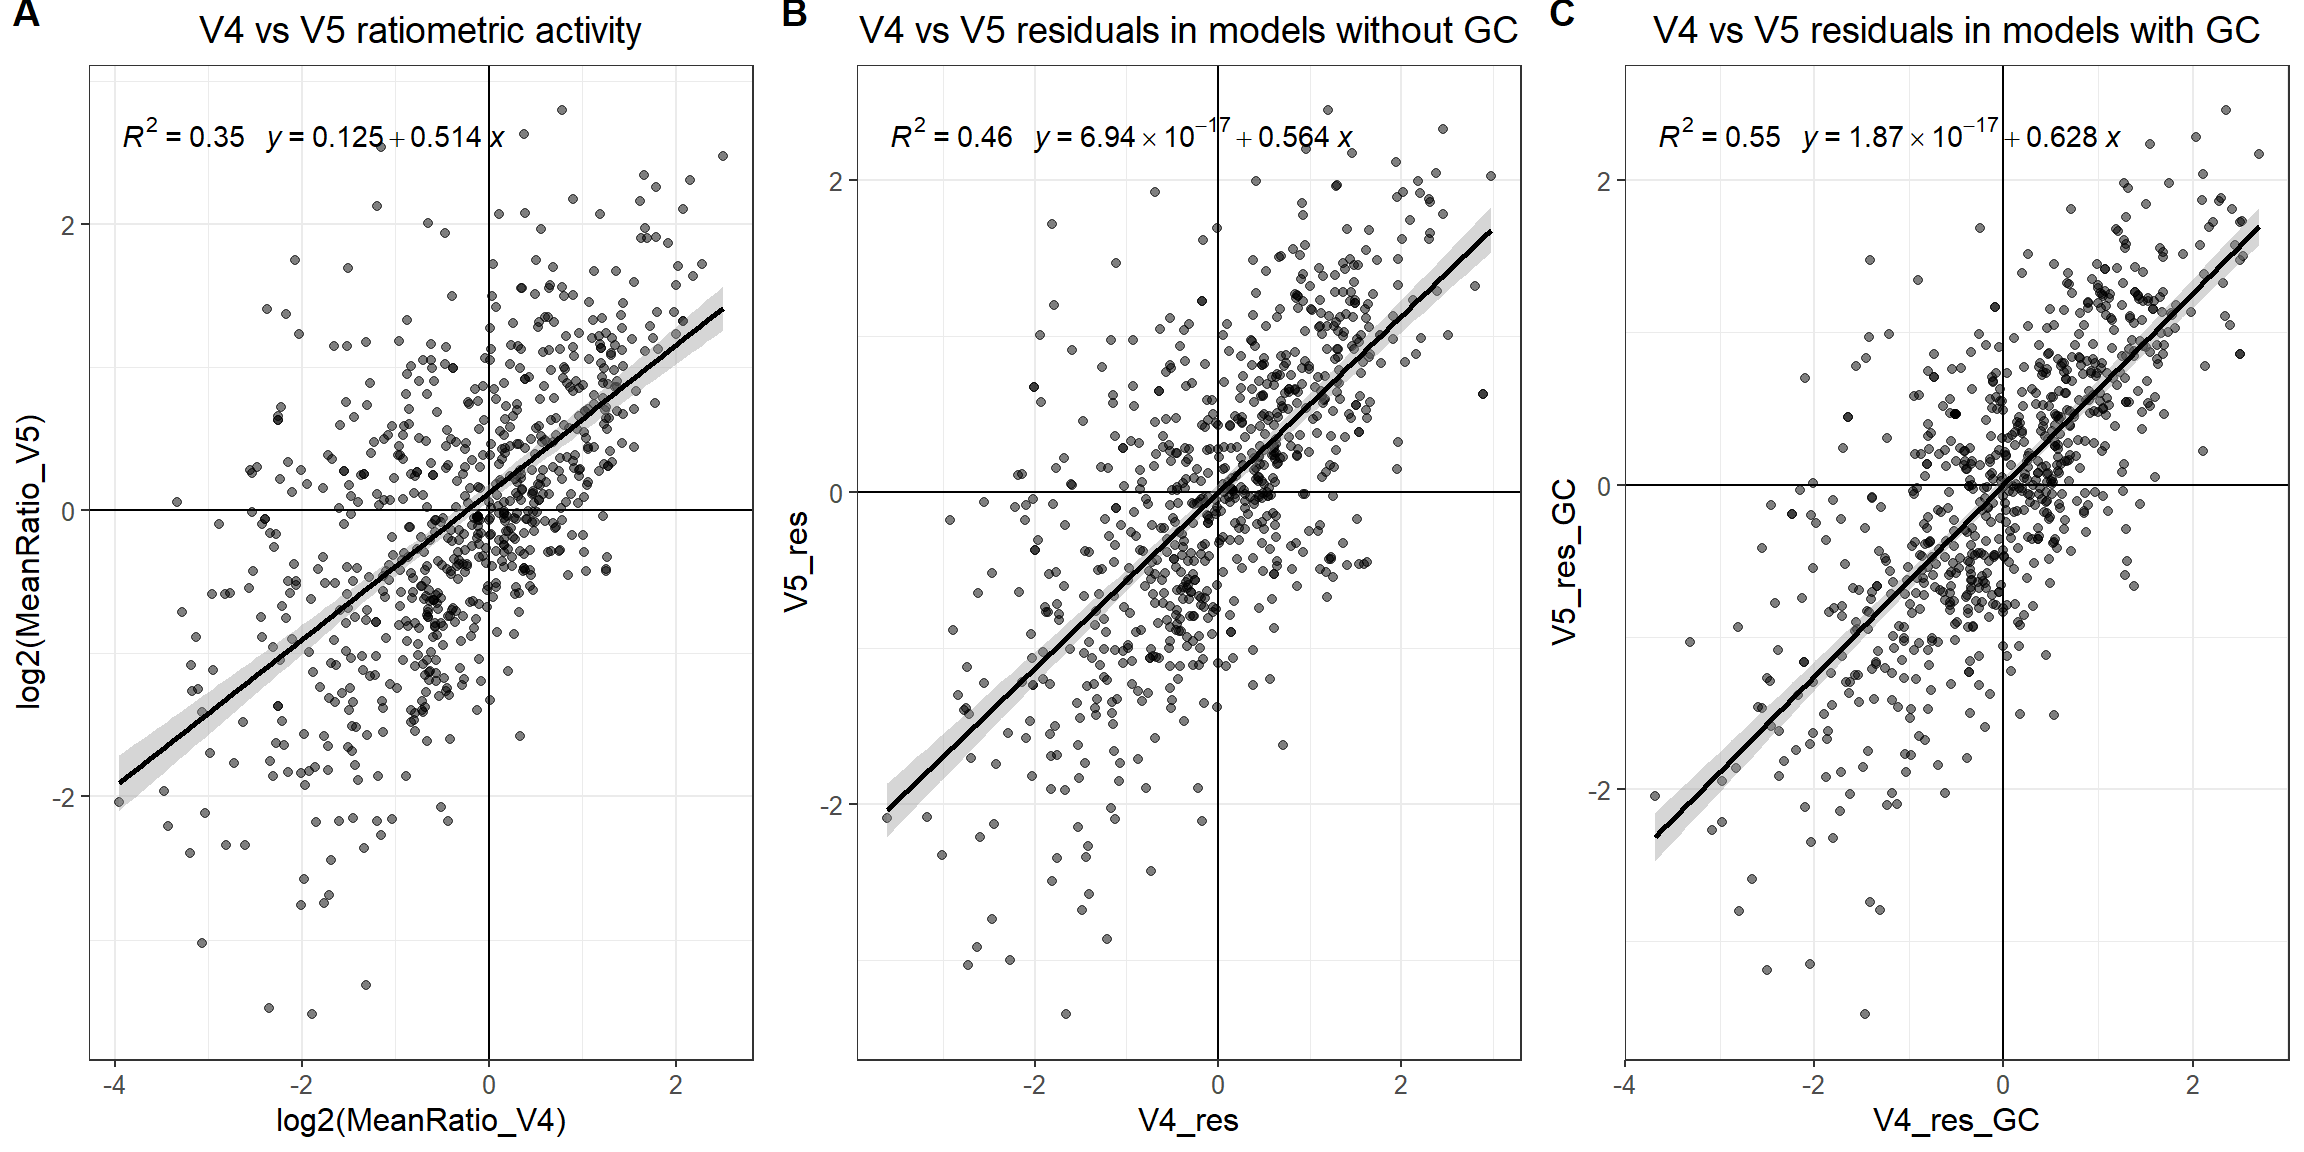 A
V4 vs V5 ratiometric activity
R² = 0.35 y = 0.125 + 0.514 x
2
0
-2
-4
-2
0
2
log2(MeanRatio_V5)
log2(MeanRatio_V4)
B
V4 vs V5 residuals in models without GC
R² = 0.46 y = 6.94 × 10⁻¹⁷ + 0.564 x
2
0
-2
-2
0
2
V5_res
V4_res
C
V4 vs V5 residuals in models with GC
R² = 0.55 y = 1.87 × 10⁻¹⁷ + 0.628 x
2
0
-2
-4
-2
0
2
V5_res_GC
V4_res_GC